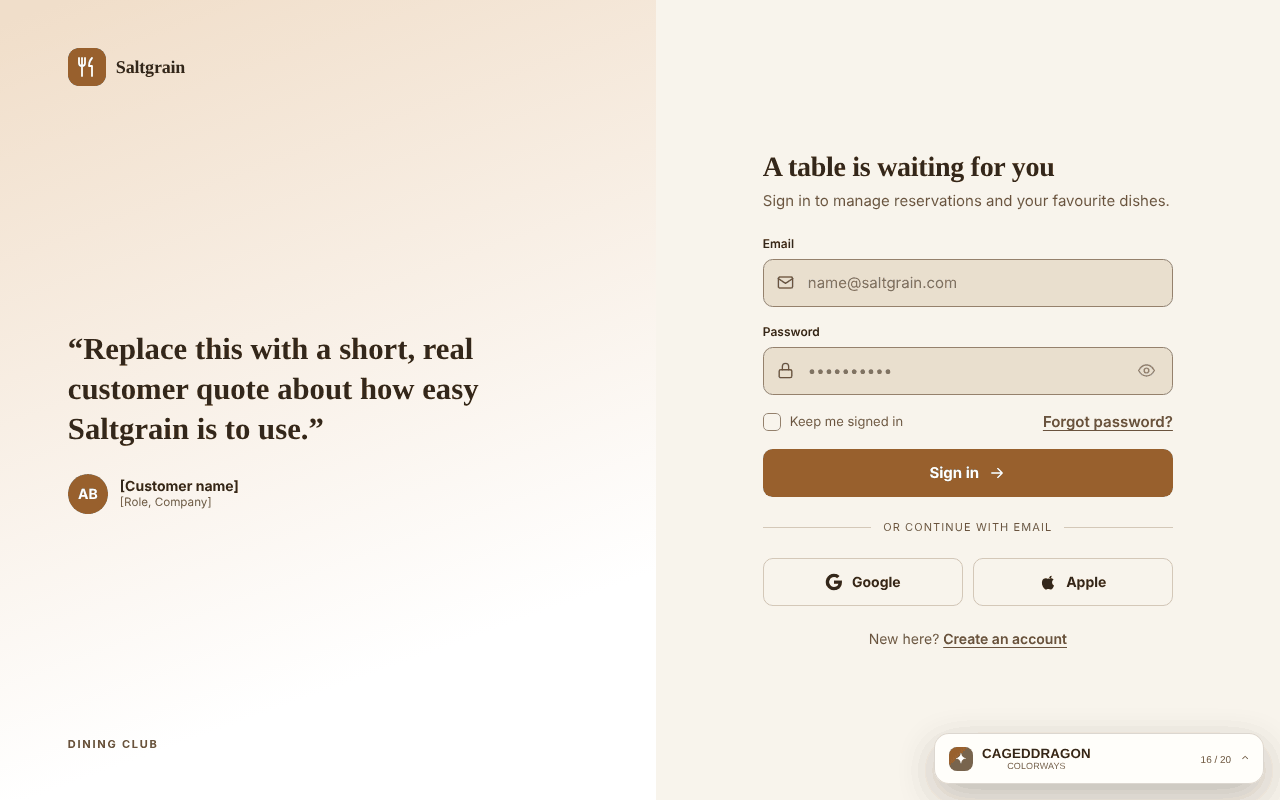 Saltgrain
“Replace this with a short, real
customer quote about how easy
Saltgrain is to use.”
AB
[Customer name]
[Role, Company]
DINING CLUB
A table is waiting for you
Sign in to manage reservations and your favourite dishes.
Email
name@saltgrain.com
Password
••••••••••
Keep me signed in
Forgot password?
Sign in
OR CONTINUE WITH EMAIL
Google
Apple
New here? Create an account
CAGEDDRAGON
COLORWAYS
16 / 20